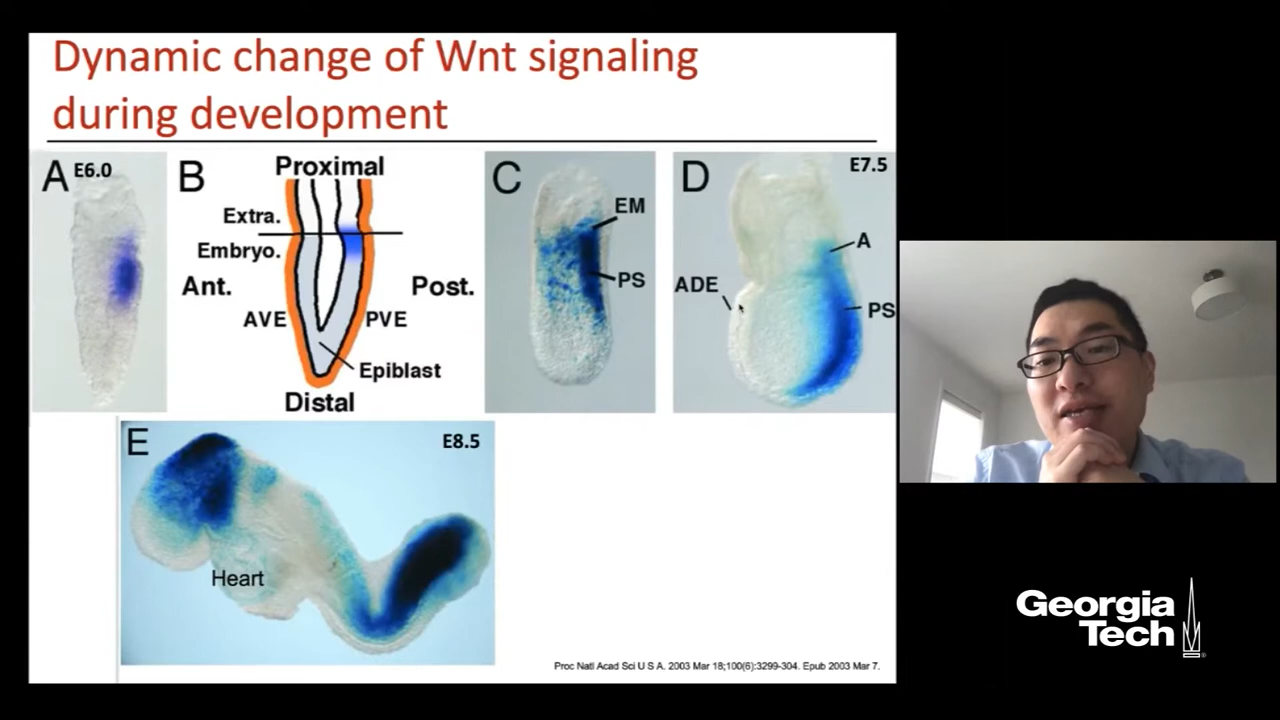 Dynamic change of Wnt signaling
during development
A E6.0
B
Proximal
Extra.
Embryo.
Ant.
Post.
AVE
PVE
Epiblast
Distal
C
EM
PS
D
E7.5
A
ADE
PS
E
E8.5
Heart
Proc Natl Acad Sci U S A. 2003 Mar 18;100(6):3299-304. Epub 2003 Mar 7.
Georgia
Tech